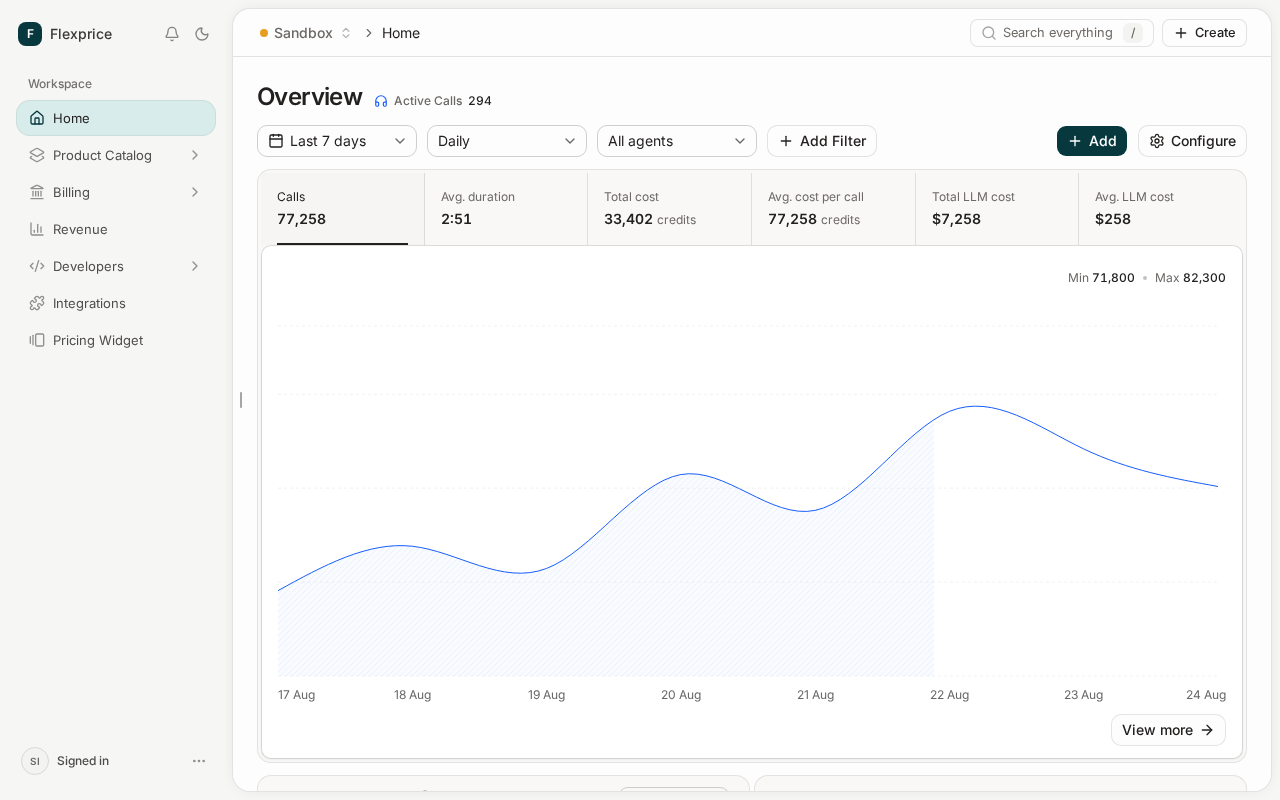 F Flexprice
Sandbox Home
Search everything /
Create
Workspace
Home
Product Catalog
Billing
Revenue
Developers
Integrations
Pricing Widget
SI Signed in
Overview Active Calls 294
Last 7 days
Daily
All agents
Add Filter
Add
Configure
Calls
77,258
Avg. duration
2:51
Total cost
33,402 credits
Avg. cost per call
77,258 credits
Total LLM cost
$7,258
Avg. LLM cost
$258
Min 71,800 Max 82,300
17 Aug 18 Aug 19 Aug 20 Aug 21 Aug 22 Aug 23 Aug 24 Aug
View more